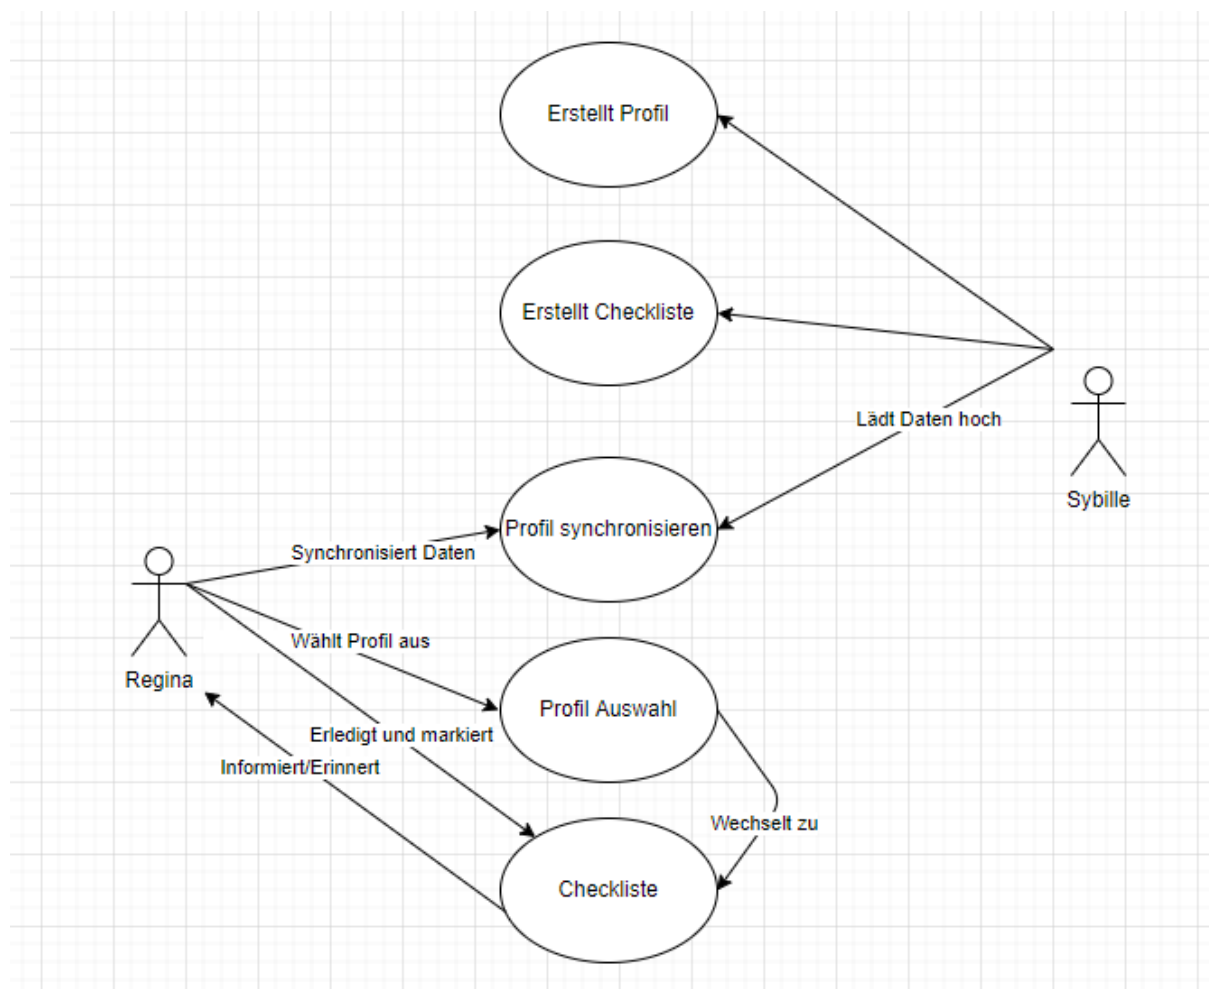 Erstellt Profil
Erstellt Checkliste
Lädt Daten hoch
Sybille
Profil synchronisieren
Synchronisiert Daten
Wählt Profil aus
Regina
Profil Auswahl
Erledigt und markiert
Informiert/Erinnert
Wechselt zu
Checkliste